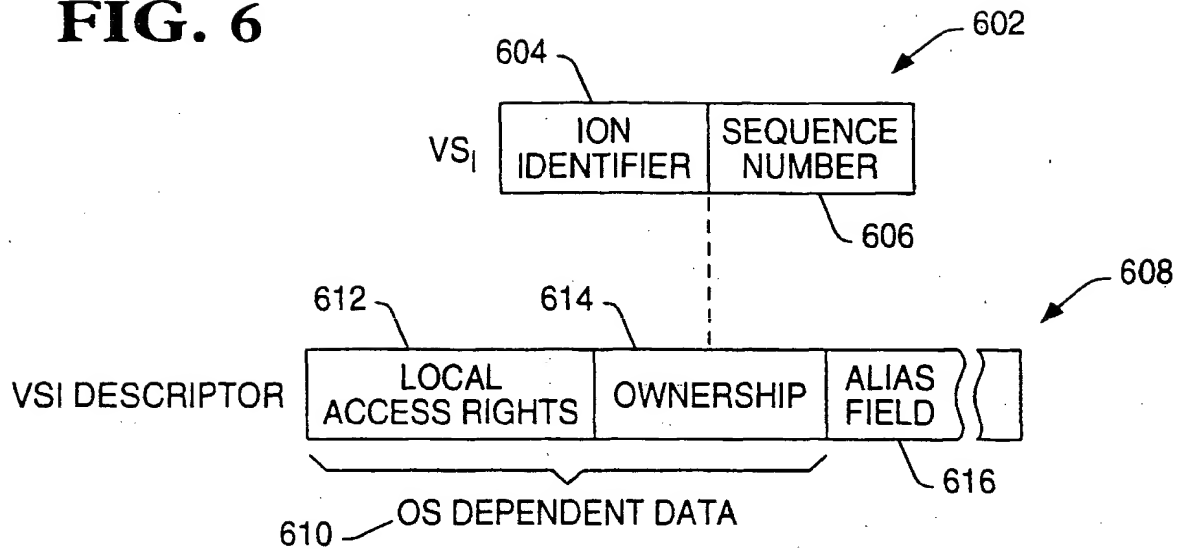 FIG. 6
602
604
VSI
ION IDENTIFIER
SEQUENCE NUMBER
606
608
612
614
VSI DESCRIPTOR
LOCAL ACCESS RIGHTS
OWNERSHIP
ALIAS FIELD
616
OS DEPENDENT DATA
610